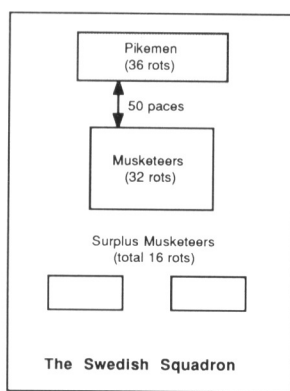 Pikemen
(36 rots)
50 paces
Musketeers
(32 rots)
Surplus Musketeers
(total 16 rots)
The Swedish Squadron